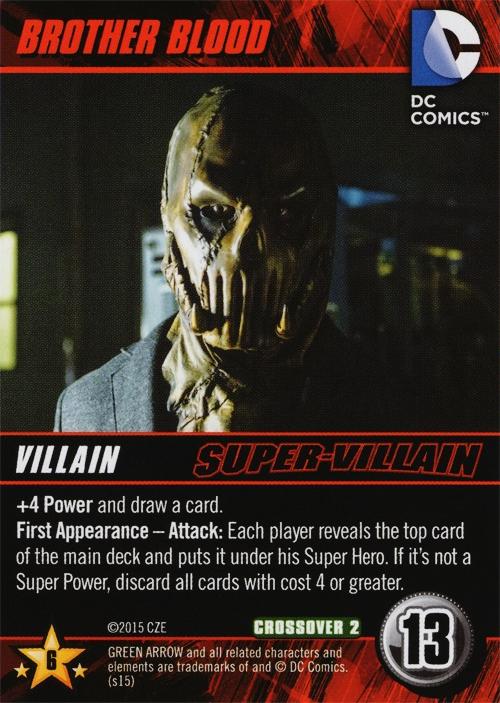 BROTHER BLOOD
DC
DC
COMICS™
VILLAIN
SUPER-VILLAIN
+4 Power and draw a card.
First Appearance – Attack: Each player reveals the top card
of the main deck and puts it under his Super Hero. If it's not a
Super Power, discard all cards with cost 4 or greater.
©2015 CZE
CROSSOVER 2
13
6
GREEN ARROW and all related characters and
elements are trademarks of and © DC Comics.
(s15)